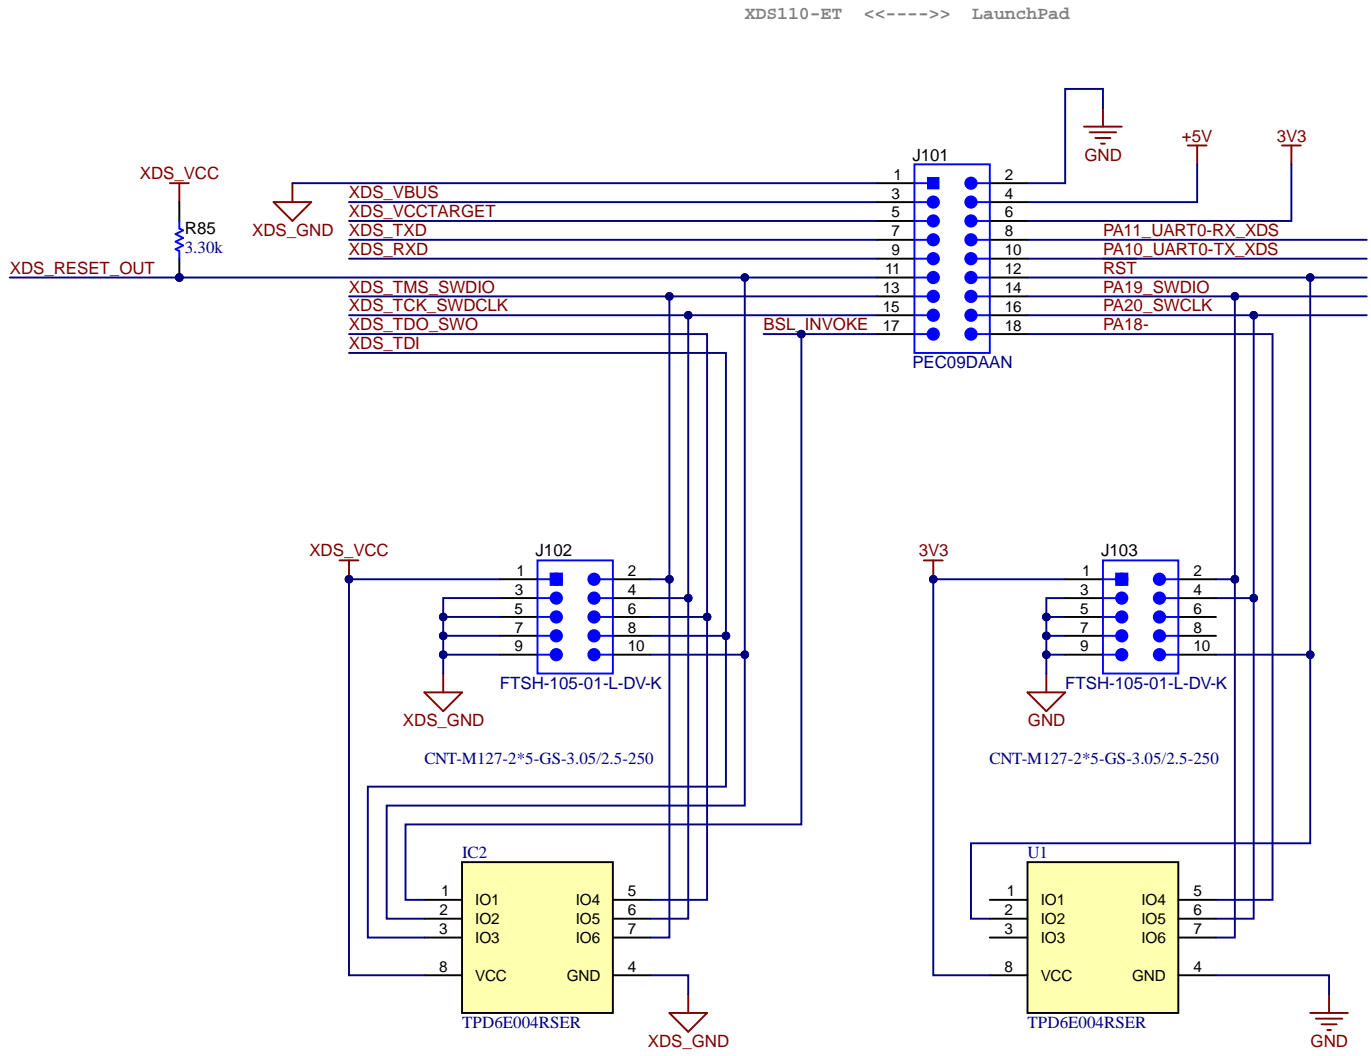 XDS110-ET <<---->> LaunchPad
GND
+5V
3V3
J101
XDS_VCC
R85
3.30k
XDS_GND
XDS_RESET_OUT
XDS_VBUS
XDS_VCCTARGET
XDS_TXD
XDS_RXD
XDS_TMS_SWDIO
XDS_TCK_SWDCLK
XDS_TDO_SWO
XDS_TDI
BSL_INVOKE
1 2
3 4
5 6
7 8
9 10
11 12
13 14
15 16
17 18
PA11_UART0-RX_XDS
PA10_UART0-TX_XDS
RST
PA19_SWDIO
PA20_SWCLK
PA18-
PEC09DAAN
XDS_VCC
J102
1 2
3 4
5 6
7 8
9 10
FTSH-105-01-L-DV-K
XDS_GND
CNT-M127-2*5-GS-3.05/2.5-250
3V3
J103
1 2
3 4
5 6
7 8
9 10
FTSH-105-01-L-DV-K
GND
CNT-M127-2*5-GS-3.05/2.5-250
IC2
1 IO1 IO4 5
2 IO2 IO5 6
3 IO3 IO6 7
8 VCC GND 4
TPD6E004RSER
XDS_GND
U1
1 IO1 IO4 5
2 IO2 IO5 6
3 IO3 IO6 7
8 VCC GND 4
TPD6E004RSER
GND